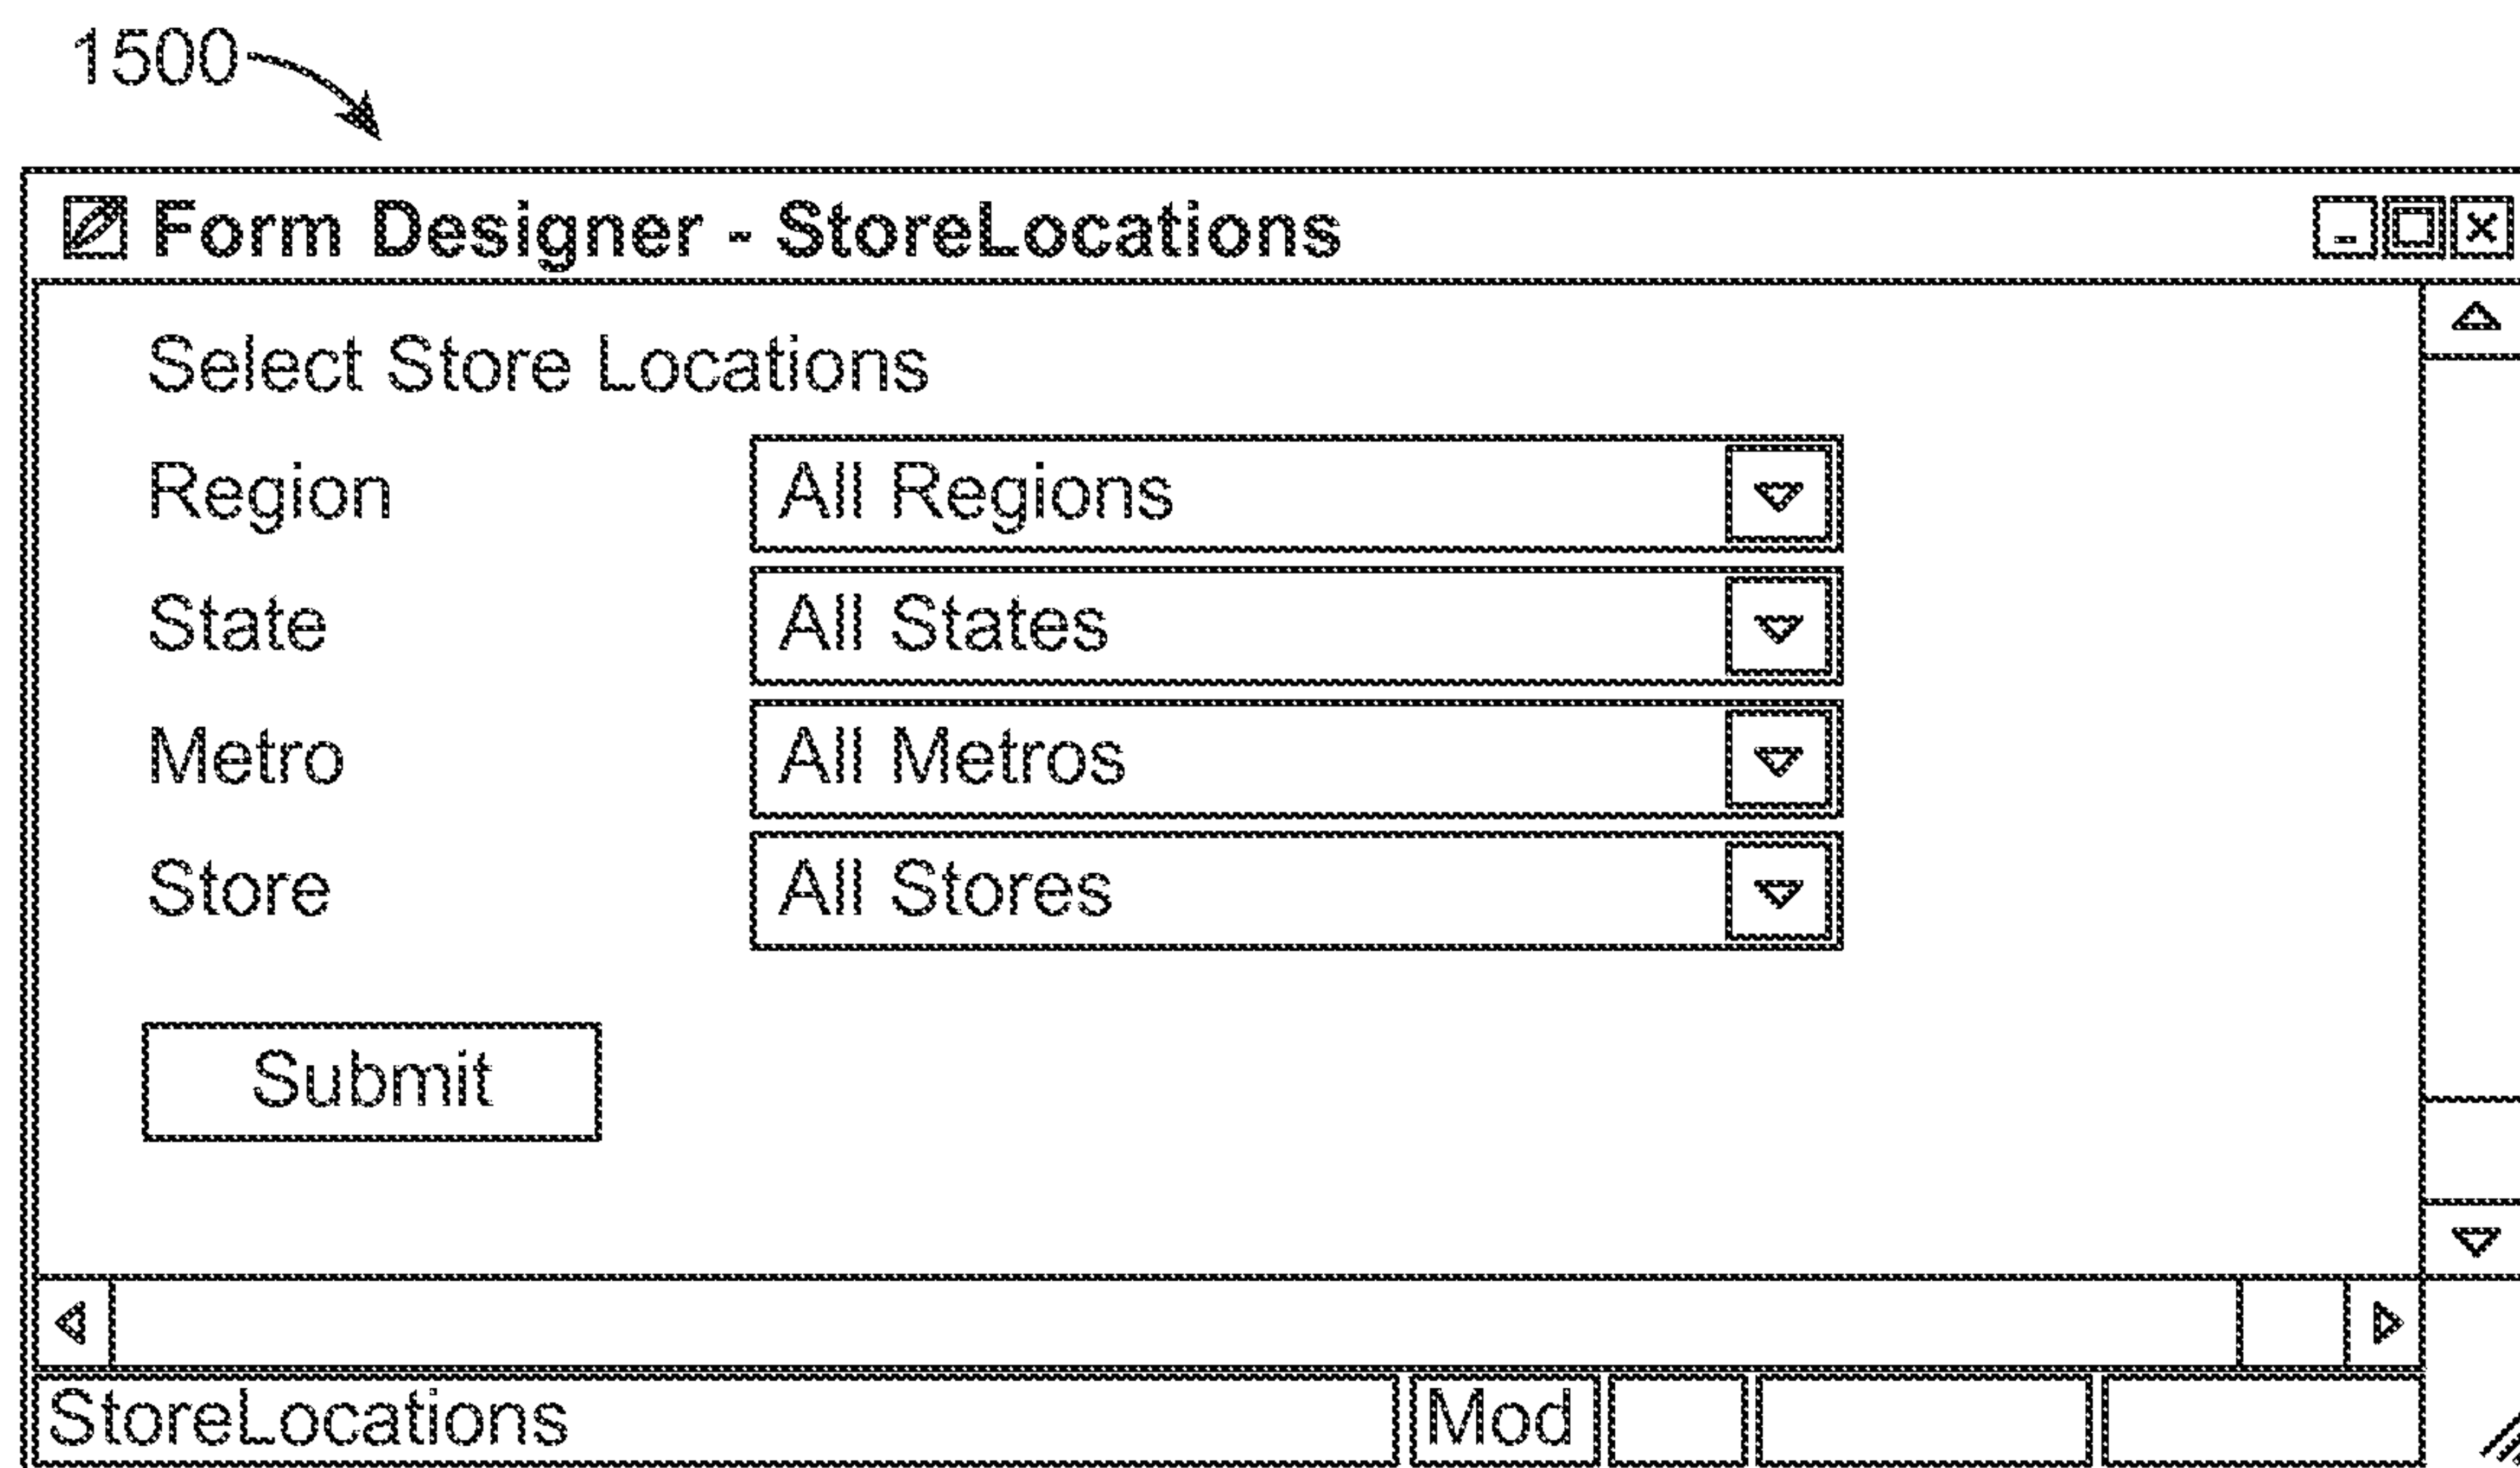 1500
Form Designer - StoreLocations
Select Store Locations
Region All Regions
State All States
Metro All Metros
Store All Stores
Submit
StoreLocations Mod